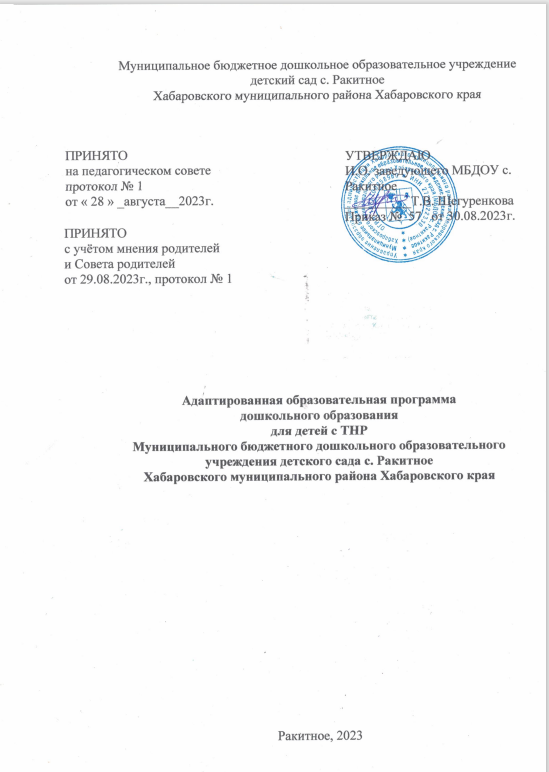 Муниципальное бюджетное дошкольное образовательное учреждение
детский сад с. Ракитное
Хабаровского муниципального района Хабаровского края
ПРИНЯТО
на педагогическом совете
протокол № 1
от « 28 » _августа__2023г.
ПРИНЯТО
с учётом мнения родителей
и Совета родителей
от 29.08.2023г., протокол № 1
УТВЕРЖДАЮ
И.О. заведующего МБДОУ с.
Ракитное
Т.В. Щегуренкова
Приказ № 57 от 30.08.2023г.
Адаптированная образовательная программа
дошкольного образования
для детей с ТНР
Муниципального бюджетного дошкольного образовательного
учреждения детского сада с. Ракитное
Хабаровского муниципального района Хабаровского края
Ракитное, 2023